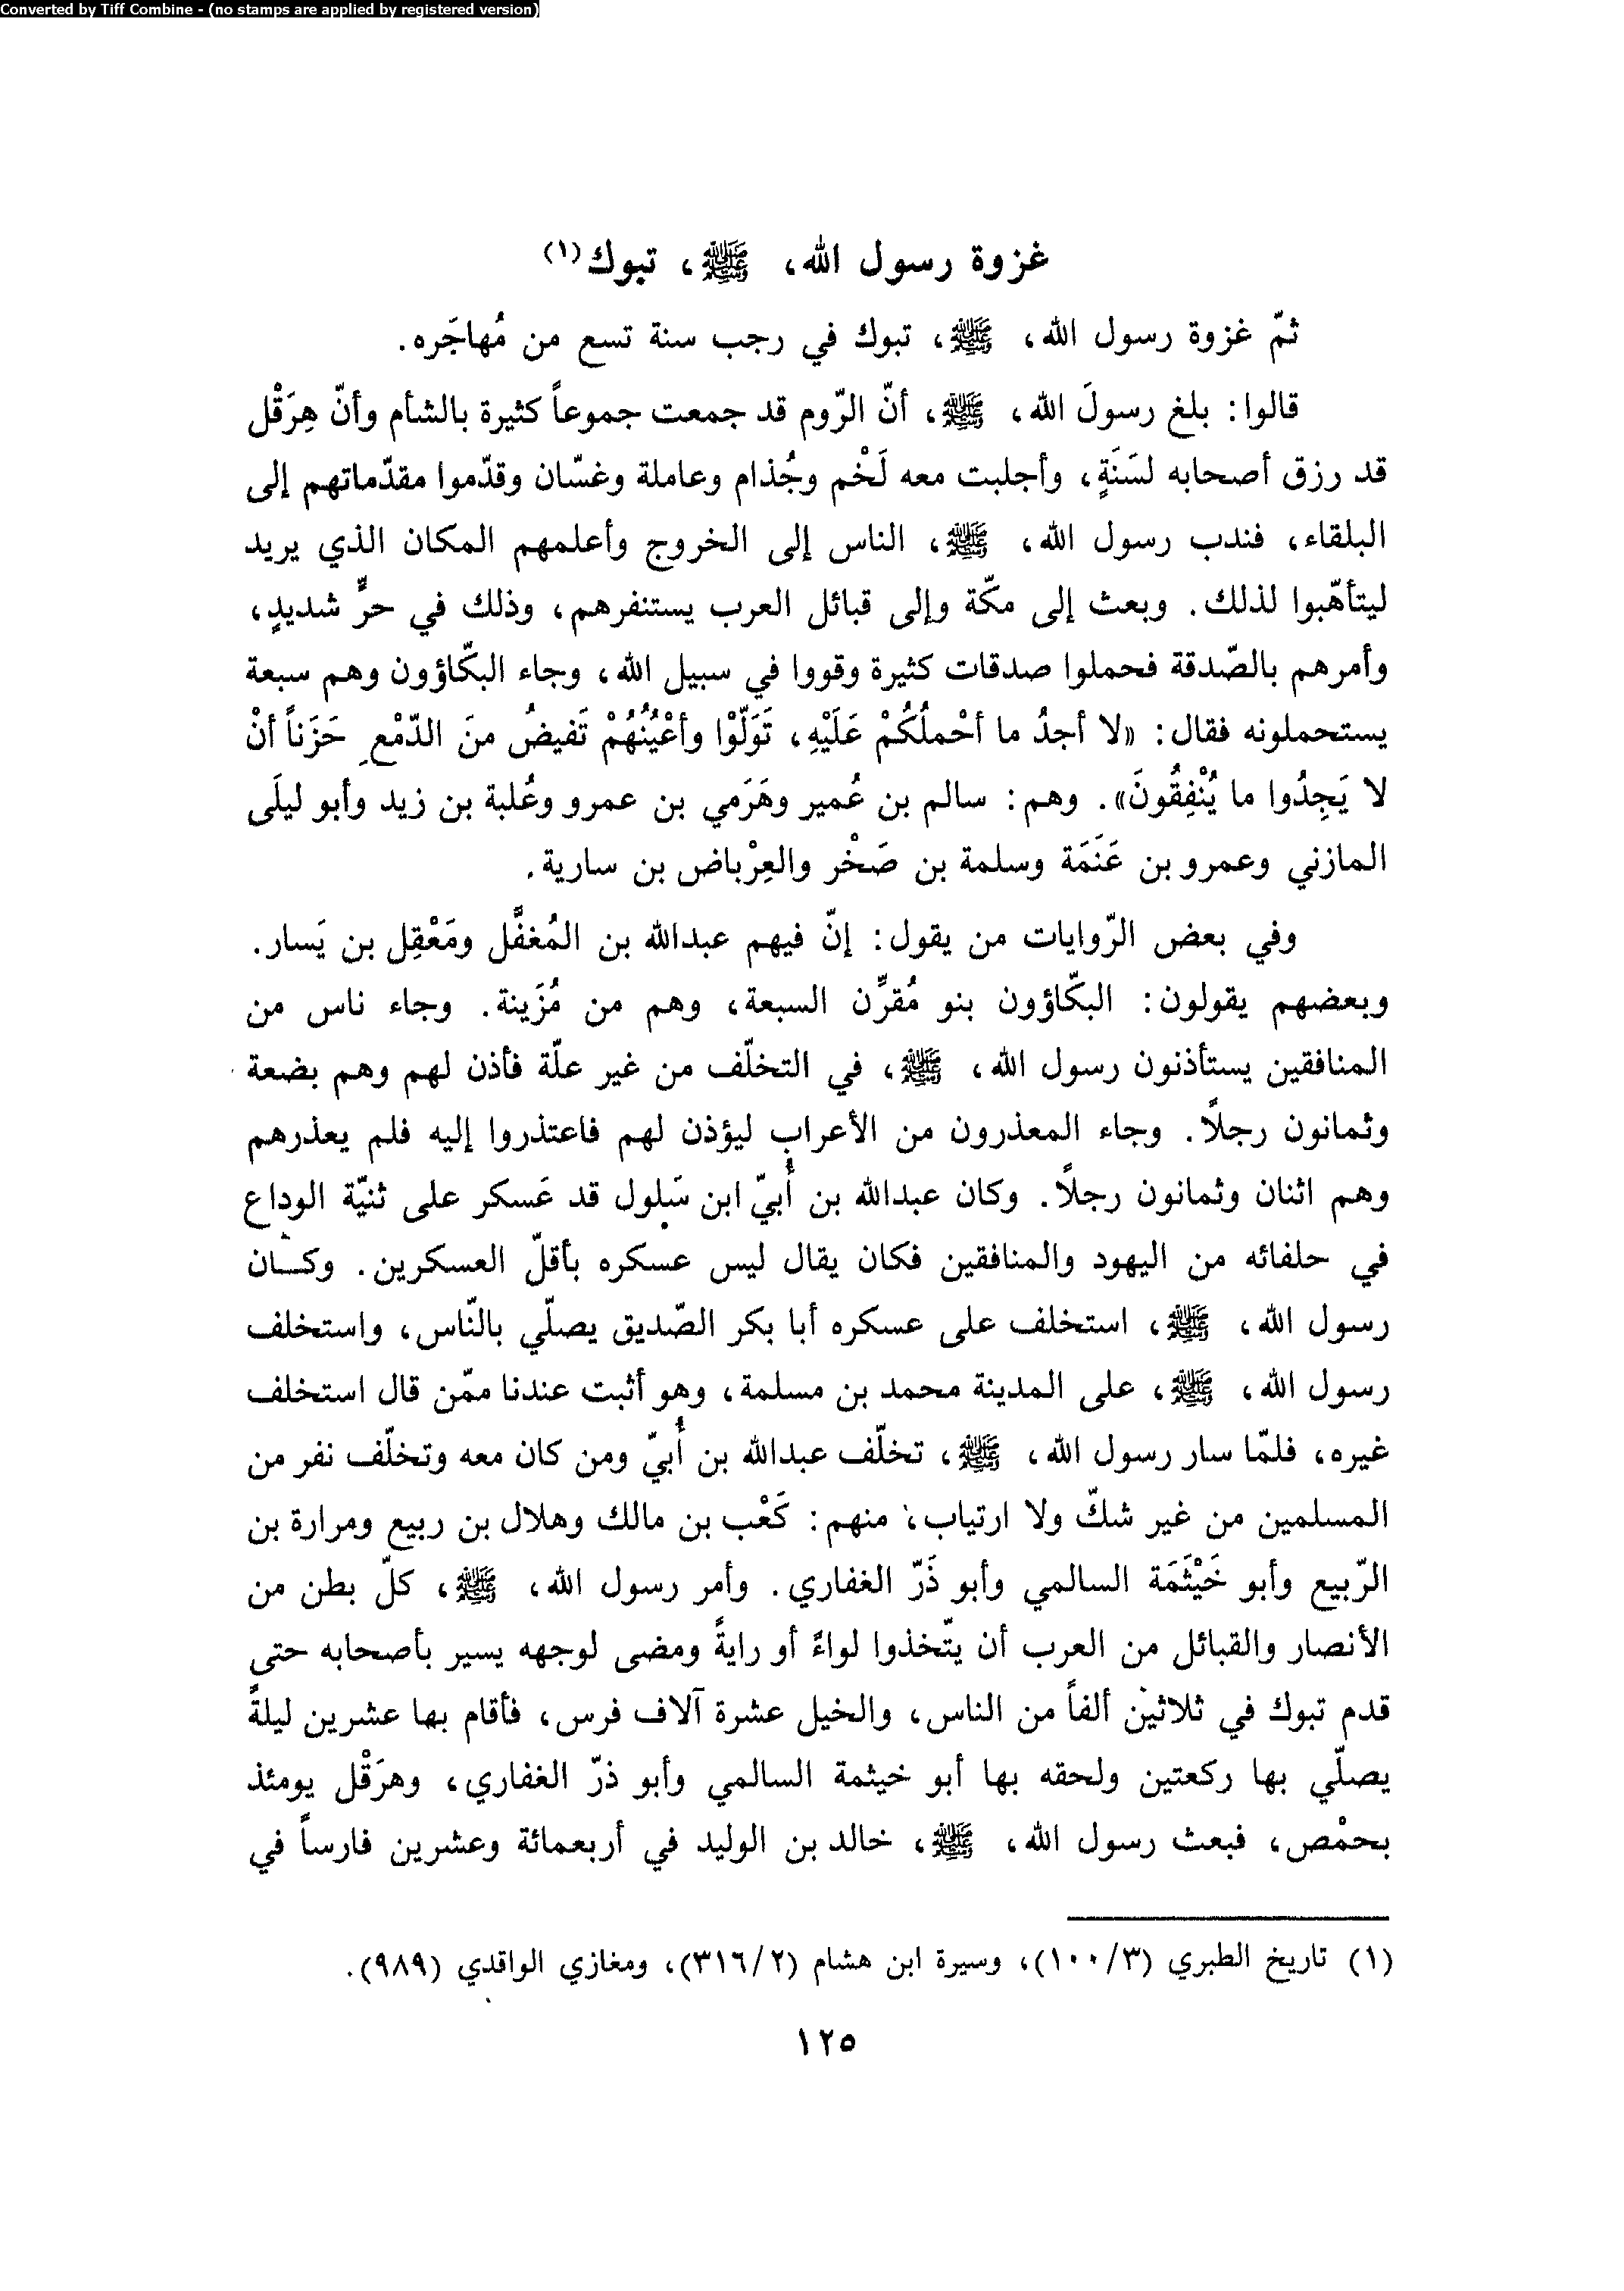 Converted by Tiff Combine - (no stamps are applied by registered version)
غزوة رسول الله، ﷺ، تبوك(١)
ثمّ غزوة رسول الله، ﷺ، تبوك في رجب سنة تسع من مُهاجَره.
قالوا: بلغ رسولَ الله، ﷺ، أنّ الرّوم قد جمعت جموعاً كثيرة بالشأم وأنّ هِرَقْل
قد رزق أصحابه لسَنَةٍ، وأجلبت معه لَخْم وجُذام وعاملة وغسّان وقدّموا مقدّماتهم إلى
البلقاء، فندب رسول الله، ﷺ، الناس إلى الخروج وأعلمهم المكان الذي يريد
ليتأهّبوا لذلك. وبعث إلى مكّة وإلى قبائل العرب يستنفرهم، وذلك في حرٍّ شديدٍ،
وأمرهم بالصّدقة فحملوا صدقات كثيرة وقووا في سبيل الله، وجاء البكّاؤون وهم سبعة
يستحملونه فقال: «لا أجدُ ما أحْملُكُمْ عَلَيْهِ، تَوَلّوْا وأعْيُنُهُمْ تَفيضُ منَ الدّمْعِ حَزَناً أنْ
لا يَجِدُوا ما يُنْفِقُونَ». وهم: سالم بن عُمير وهَرَمي بن عمرو وعُلبة بن زيد وأبو ليلَى
المازني وعمرو بن عَنَمَة وسلمة بن صَخْر والعِرْباض بن سارية.
وفي بعض الرّوايات من يقول: إنّ فيهم عبدالله بن المُغفَّل ومَعْقِل بن يَسار.
وبعضهم يقولون: البكّاؤون بنو مُقرِّن السبعة، وهم من مُزَينة. وجاء ناس من
المنافقين يستأذنون رسول الله، ﷺ، في التخلّف من غير علّة فأذن لهم وهم بضعة
وثمانون رجلاً. وجاء المعذرون من الأعراب ليؤذن لهم فاعتذروا إليه فلم يعذرهم
وهم اثنان وثمانون رجلاً. وكان عبدالله بن أُبيّ ابن سَلول قد عَسكر على ثنيّة الوداع
في حلفائه من اليهود والمنافقين فكان يقال ليس عسكره بأقلّ العسكرين. وكـان
رسول الله، ﷺ، استخلف على عسكره أبا بكر الصّديق يصلّي بالنّاس، واستخلف
رسول الله، ﷺ، على المدينة محمد بن مسلمة، وهو أثبت عندنا ممّن قال استخلف
غيره، فلمّا سار رسول الله، ﷺ، تخلّف عبدالله بن أُبيّ ومن كان معه وتخلّف نفر من
المسلمين من غير شكّ ولا ارتياب، منهم: كَعْب بن مالك وهلال بن ربيع ومرارة بن
الرّبيع وأبو خَيْثَمَة السالمي وأبو ذَرّ الغفاري. وأمر رسول الله، ﷺ، كلّ بطن من
الأنصار والقبائل من العرب أن يتّخذوا لواءً أو رايةً ومضى لوجهه يسير بأصحابه حتى
قدم تبوك في ثلاثين ألفاً من الناس، والخيل عشرة آلاف فرس، فأقام بها عشرين ليلةً
يصلّي بها ركعتين ولحقه بها أبو خيثمة السالمي وأبو ذرّ الغفاري، وهرَقْل يومئذ
بحمْص، فبعث رسول الله، ﷺ، خالد بن الوليد في أربعمائة وعشرين فارساً في
(١) تاريخ الطبري (٣/١٠٠)، وسيرة ابن هشام (٢/٣١٦)، ومغازي الواقدي (٩٨٩).
١٢٥